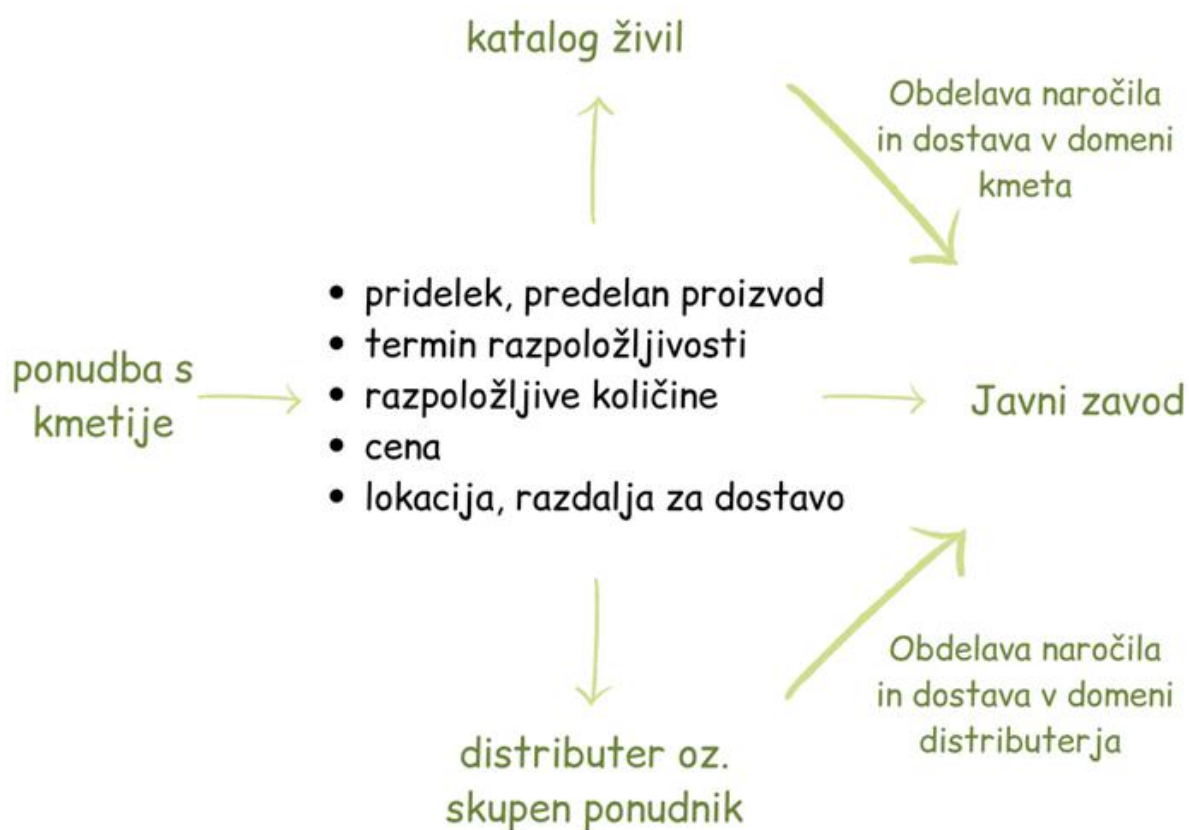 katalog živil
Obdelava naročila
in dostava v domeni
kmeta
• pridelek, predelan proizvod
• termin razpoložljivosti
• razpoložljive količine
• cena
• lokacija, razdalja za dostavo
ponudba s
kmetije
Javni zavod
Obdelava naročila
in dostava v domeni
distributerja
distributer oz.
skupen ponudnik